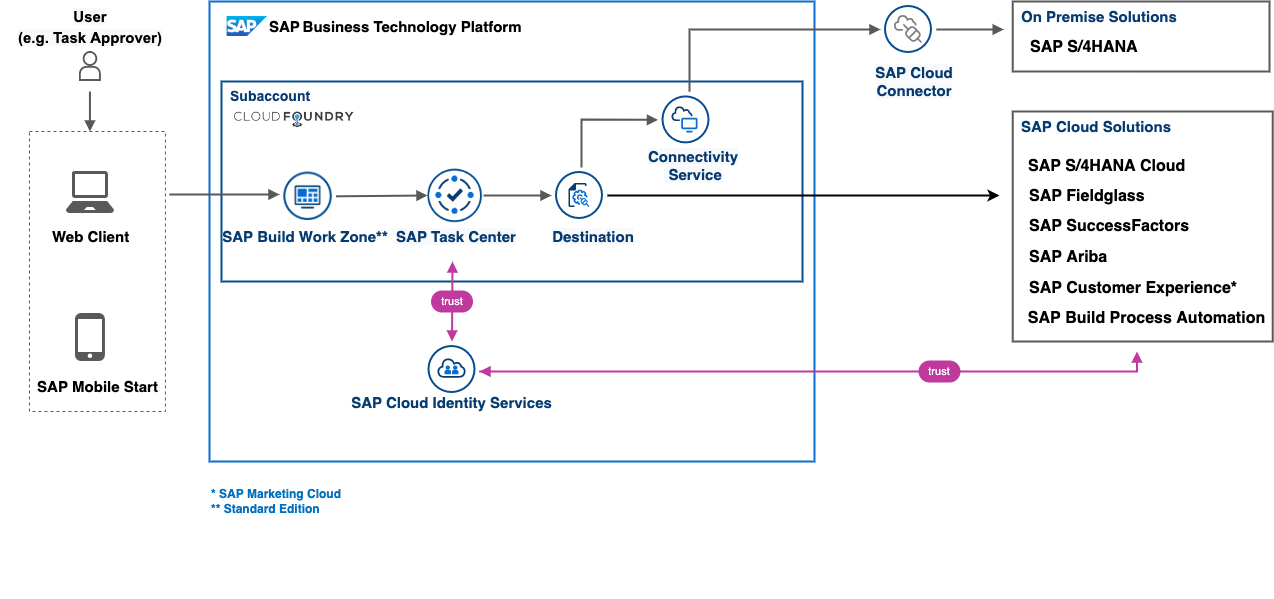 User
(e.g. Task Approver)
Web Client
SAP Mobile Start
SAP SAP Business Technology Platform
Subaccount
CLOUD FOUNDRY
SAP Build Work Zone**
SAP Task Center
Destination
Connectivity
Service
trust
SAP Cloud Identity Services
SAP Cloud
Connector
On Premise Solutions
SAP S/4HANA
SAP Cloud Solutions
SAP S/4HANA Cloud
SAP Fieldglass
SAP SuccessFactors
SAP Ariba
SAP Customer Experience*
SAP Build Process Automation
trust
* SAP Marketing Cloud
** Standard Edition